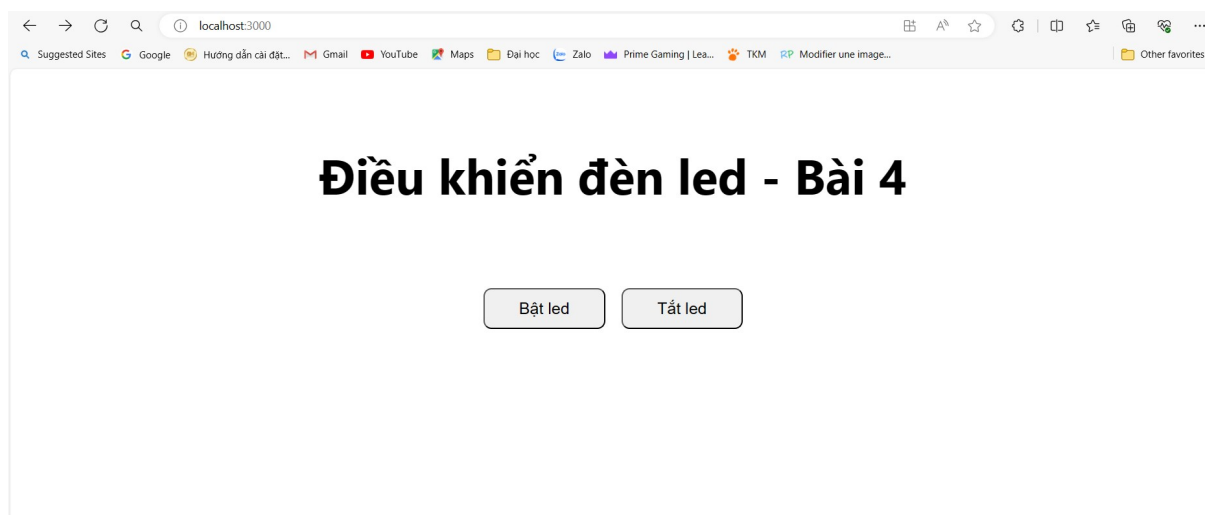 localhost:3000
Suggested Sites Google Hướng dẫn cài đặt... Gmail YouTube Maps Đại học Zalo Prime Gaming | Lea... TKM Modifier une image... Other favorites
Điều khiển đèn led - Bài 4
Bật led Tắt led